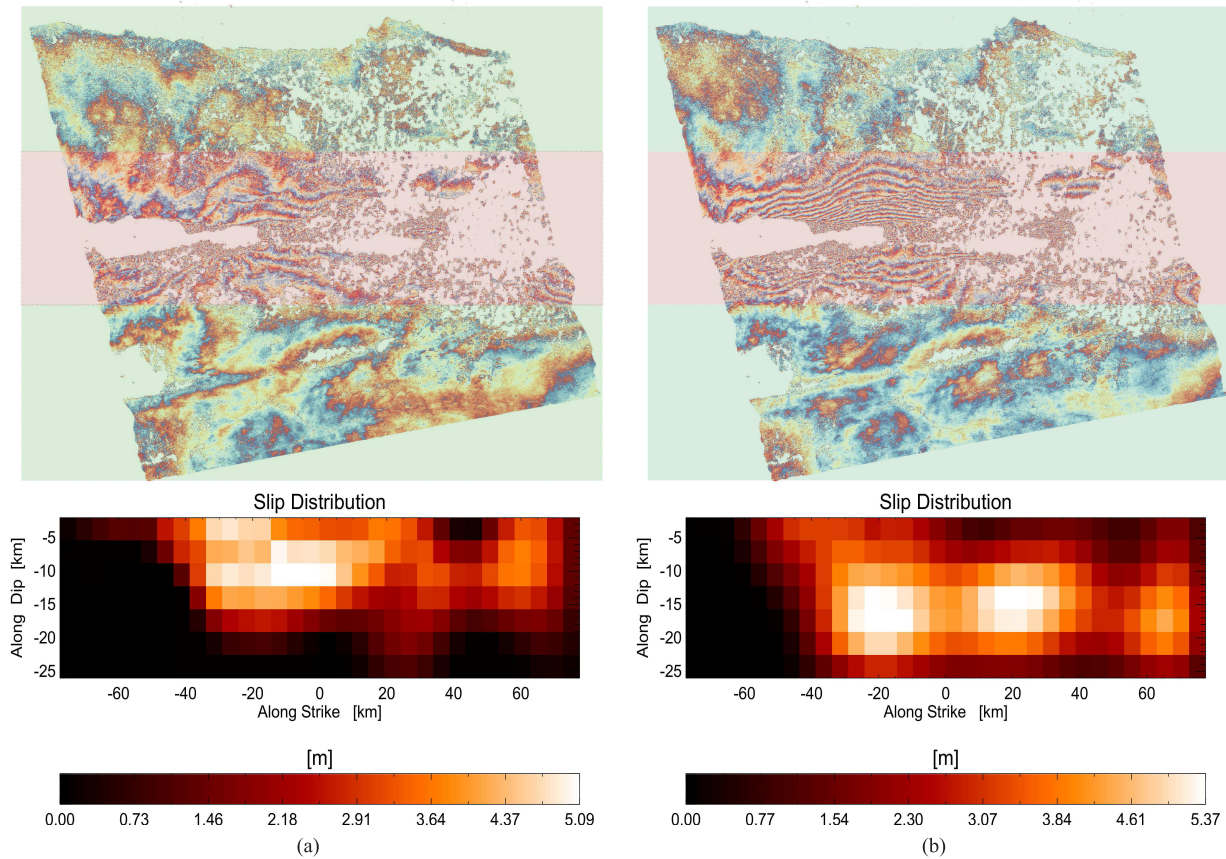 Slip Distribution
-5
-10
-15
-20
-25
Along Dip [km]
-60 -40 -20 0 20 40 60
Along Strike [km]
[m]
0.00 0.73 1.46 2.18 2.91 3.64 4.37 5.09
(a)
Slip Distribution
-5
-10
-15
-20
-25
Along Dip [km]
-60 -40 -20 0 20 40 60
Along Strike [km]
[m]
0.00 0.77 1.54 2.30 3.07 3.84 4.61 5.37
(b)